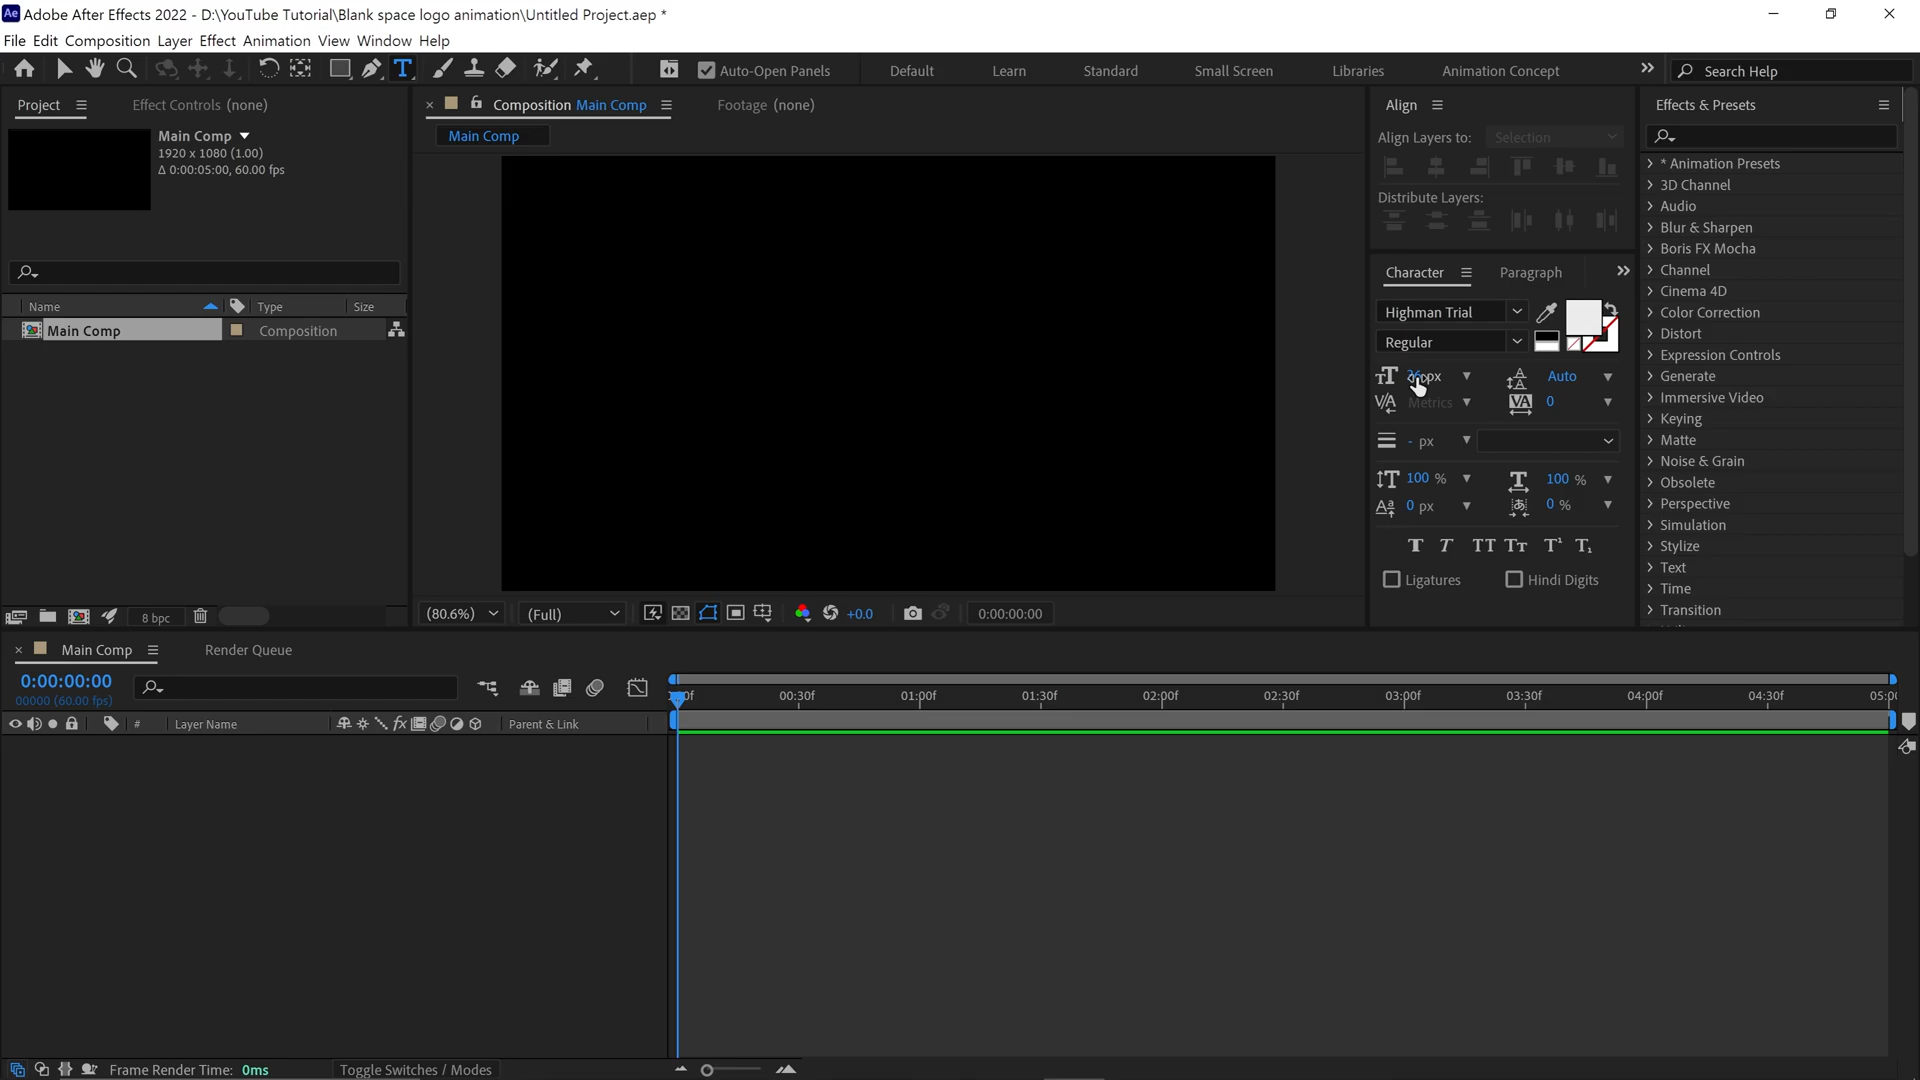 Adobe After Effects 2022 - D:\YouTube Tutorial\Blank space logo animation\Untitled Project.aep *
File Edit Composition Layer Effect Animation View Window Help
Auto-Open Panels Default Learn Standard Small Screen Libraries Animation Concept Search Help
Project Effect Controls (none)
Main Comp
1920 x 1080 (1.00)
Δ 0:00:05:00, 60.00 fps
Name Type Size
Main Comp Composition
8 bpc
Composition Main Comp Footage (none)
Main Comp
(80.6%) (Full) +0.0 0:00:00:00
Align
Align Layers to: Selection
Distribute Layers:
Character Paragraph
Highman Trial
Regular
px Auto
Metrics 0
- px
100 % 100 %
0 px 0 %
Ligatures Hindi Digits
Effects & Presets
* Animation Presets
3D Channel
Audio
Blur & Sharpen
Boris FX Mocha
Channel
Cinema 4D
Color Correction
Distort
Expression Controls
Generate
Immersive Video
Keying
Matte
Noise & Grain
Obsolete
Perspective
Simulation
Stylize
Text
Time
Transition
Main Comp Render Queue
0:00:00:00
00000 (60.00 fps)
# Layer Name Parent & Link
00:30f 01:00f 01:30f 02:00f 02:30f 03:00f 03:30f 04:00f 04:30f
Frame Render Time: 0ms Toggle Switches / Modes